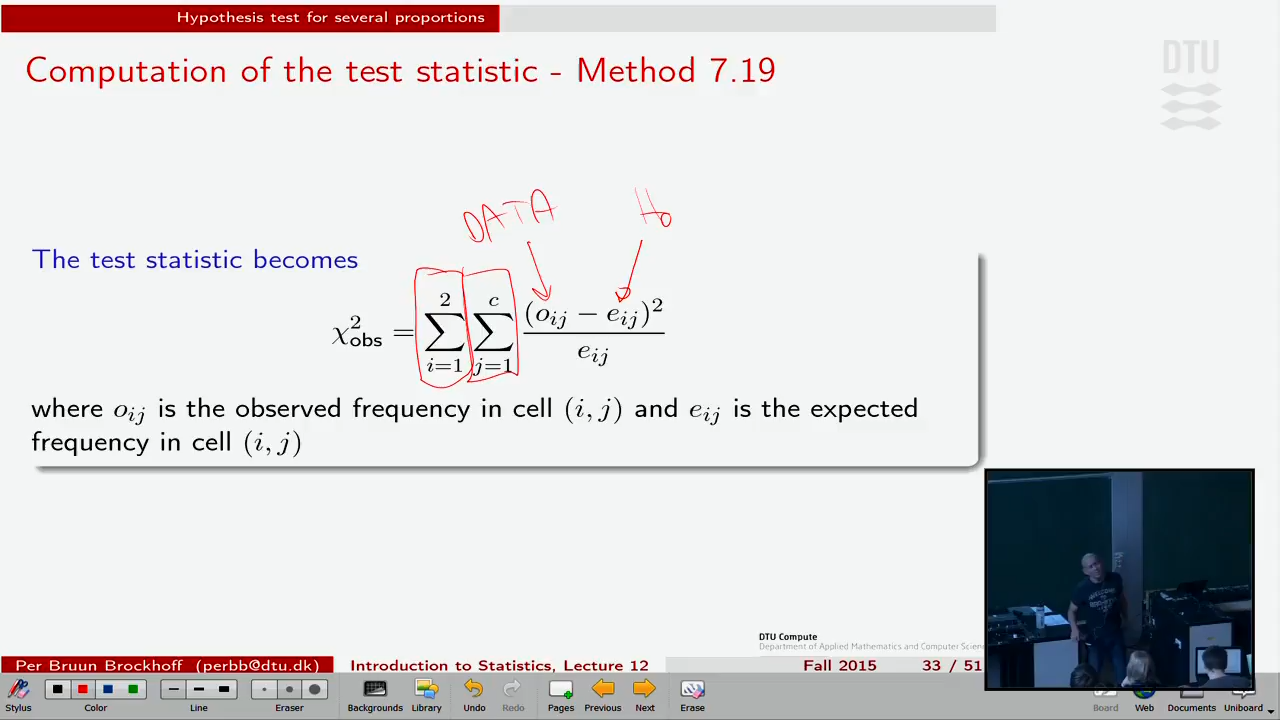 Hypothesis test for several proportions
Computation of the test statistic - Method 7.19
DTU
DATA H₀
The test statistic becomes
χ²obs = ∑²i=1 ∑ᶜj=1 (oij − eij)² / eij
where oij is the observed frequency in cell (i, j) and eij is the expected
frequency in cell (i, j)
DTU Compute
Department of Applied Mathematics and Computer Scien
Per Bruun Brockhoff (perbb@dtu.dk) Introduction to Statistics, Lecture 12 Fall 2015 33 / 51
Stylus Color Line Eraser Backgrounds Library Undo Redo Pages Previous Next Erase Board Web Documents Uniboard